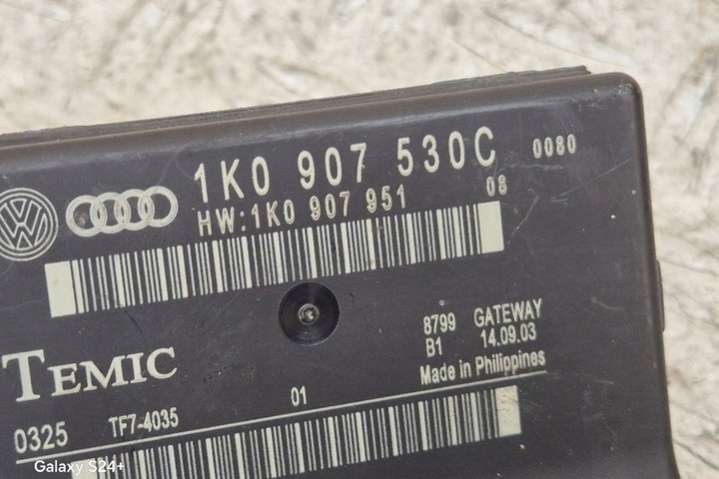 1K0 907 530C 0080
HW:1K0 907 951 08
8799 GATEWAY
B1 14.09.03
Made in Philippines
TEMIC
0325 TF7-4035 01
Galaxy S24+